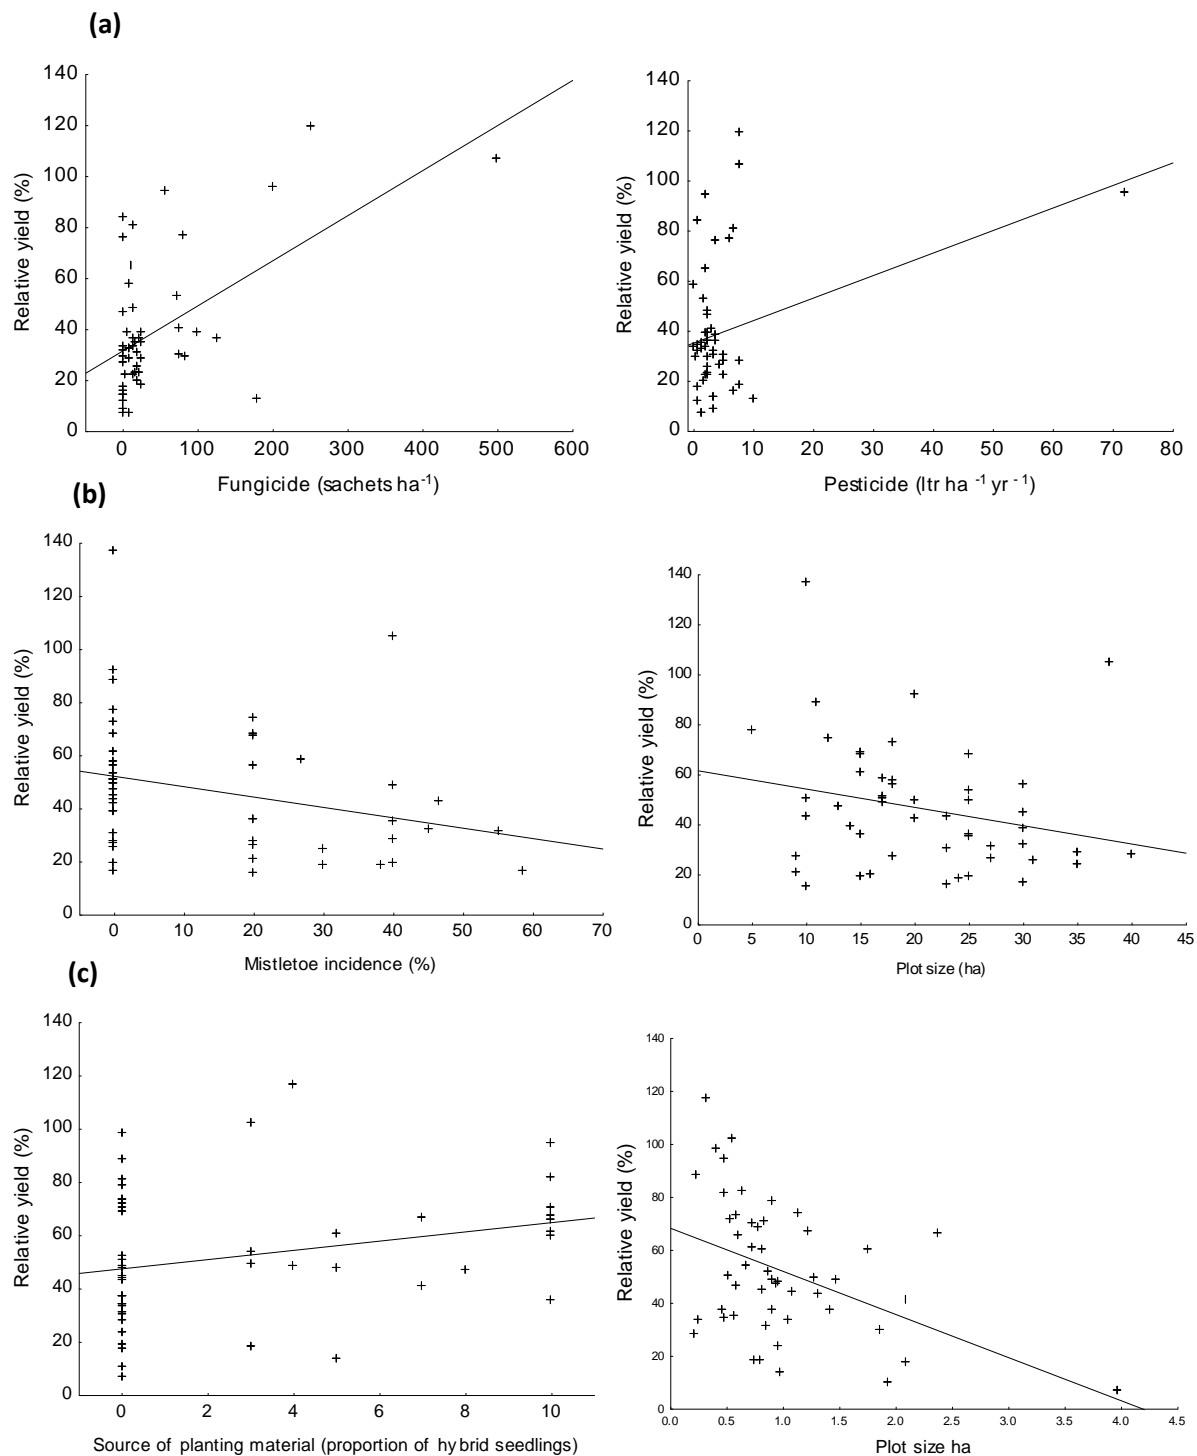 (a)
140
120
100
80
60
40
20
0
Relative yield (%)
0 100 200 300 400 500 600
Fungicide (sachets ha⁻¹)
140
120
100
80
60
40
20
0
Relative yield (%)
0 10 20 30 40 50 60 70 80
Pesticide (ltr ha ⁻¹ yr ⁻¹)
(b)
140
120
100
80
60
40
20
0
Relative yield (%)
0 10 20 30 40 50 60 70
Mistletoe incidence (%)
140
120
100
80
60
40
20
0
Relative yield (%)
0 5 10 15 20 25 30 35 40 45
Plot size (ha)
(c)
140
120
100
80
60
40
20
0
Relative yield (%)
0 2 4 6 8 10
Source of planting material (proportion of hybrid seedlings)
140
120
100
80
60
40
20
0
Relative yield (%)
0.0 0.5 1.0 1.5 2.0 2.5 3.0 3.5 4.0 4.5
Plot size ha